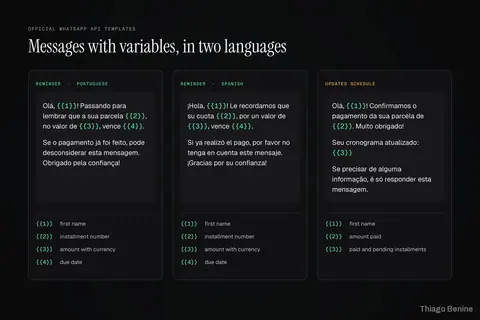 OFFICIAL WHATSAPP API TEMPLATES
Messages with variables, in two languages
REMINDER · PORTUGUESE
Olá, {{1}}! Passando para
lembrar que a sua parcela {{2}},
no valor de {{3}}, vence {{4}}.
Se o pagamento já foi feito, pode
desconsiderar esta mensagem.
Obrigado pela confiança!
{{1}} first name
{{2}} installment number
{{3}} amount with currency
{{4}} due date
REMINDER · SPANISH
¡Hola, {{1}}! Le recordamos que
su cuota {{2}}, por un valor de
{{3}}, vence {{4}}.
Si ya realizó el pago, por favor no
tenga en cuenta este mensaje.
¡Gracias por su confianza!
{{1}} first name
{{2}} installment number
{{3}} amount with currency
{{4}} due date
UPDATED SCHEDULE
Olá, {{1}}! Confirmamos o
pagamento da sua parcela de
{{2}}. Muito obrigado!
Seu cronograma atualizado:
{{3}}
Se precisar de alguma
informação, é só responder esta
mensagem.
{{1}} first name
{{2}} amount paid
{{3}} paid and pending installments
Thiago Benine